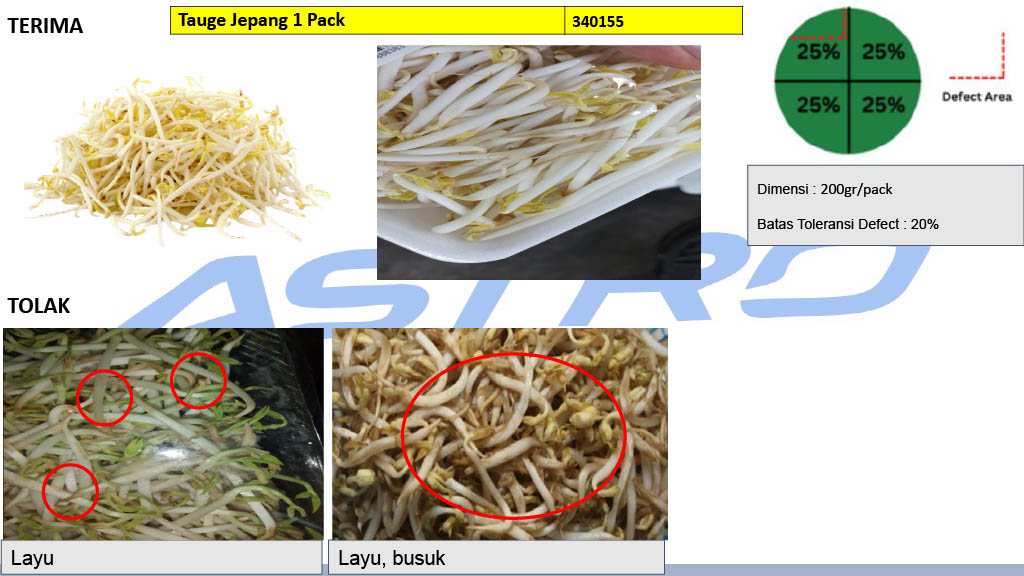 TERIMA
Tauge Jepang 1 Pack
340155
25% 25%
25% 25%
Defect Area
Dimensi : 200gr/pack
Batas Toleransi Defect : 20%
ASTRO
TOLAK
Layu
Layu, busuk